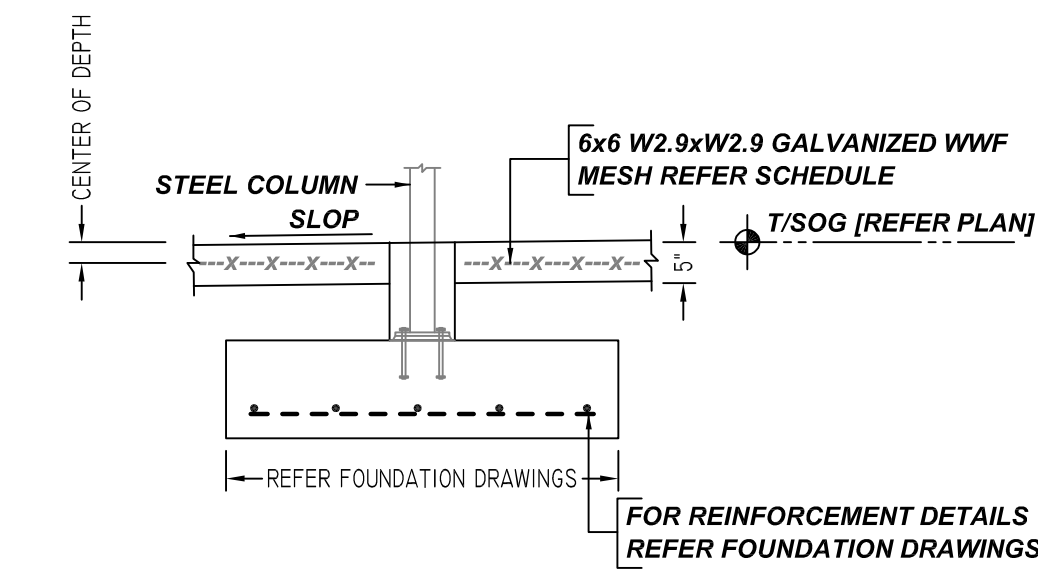 CENTER OF DEPTH
6x6 W2.9xW2.9 GALVANIZED WWF
MESH REFER SCHEDULE
STEEL COLUMN
SLOP
T/SOG [REFER PLAN]
---X---X---X---X--
---X---X---X---X--
5"
REFER FOUNDATION DRAWINGS
FOR REINFORCEMENT DETAILS
REFER FOUNDATION DRAWINGS